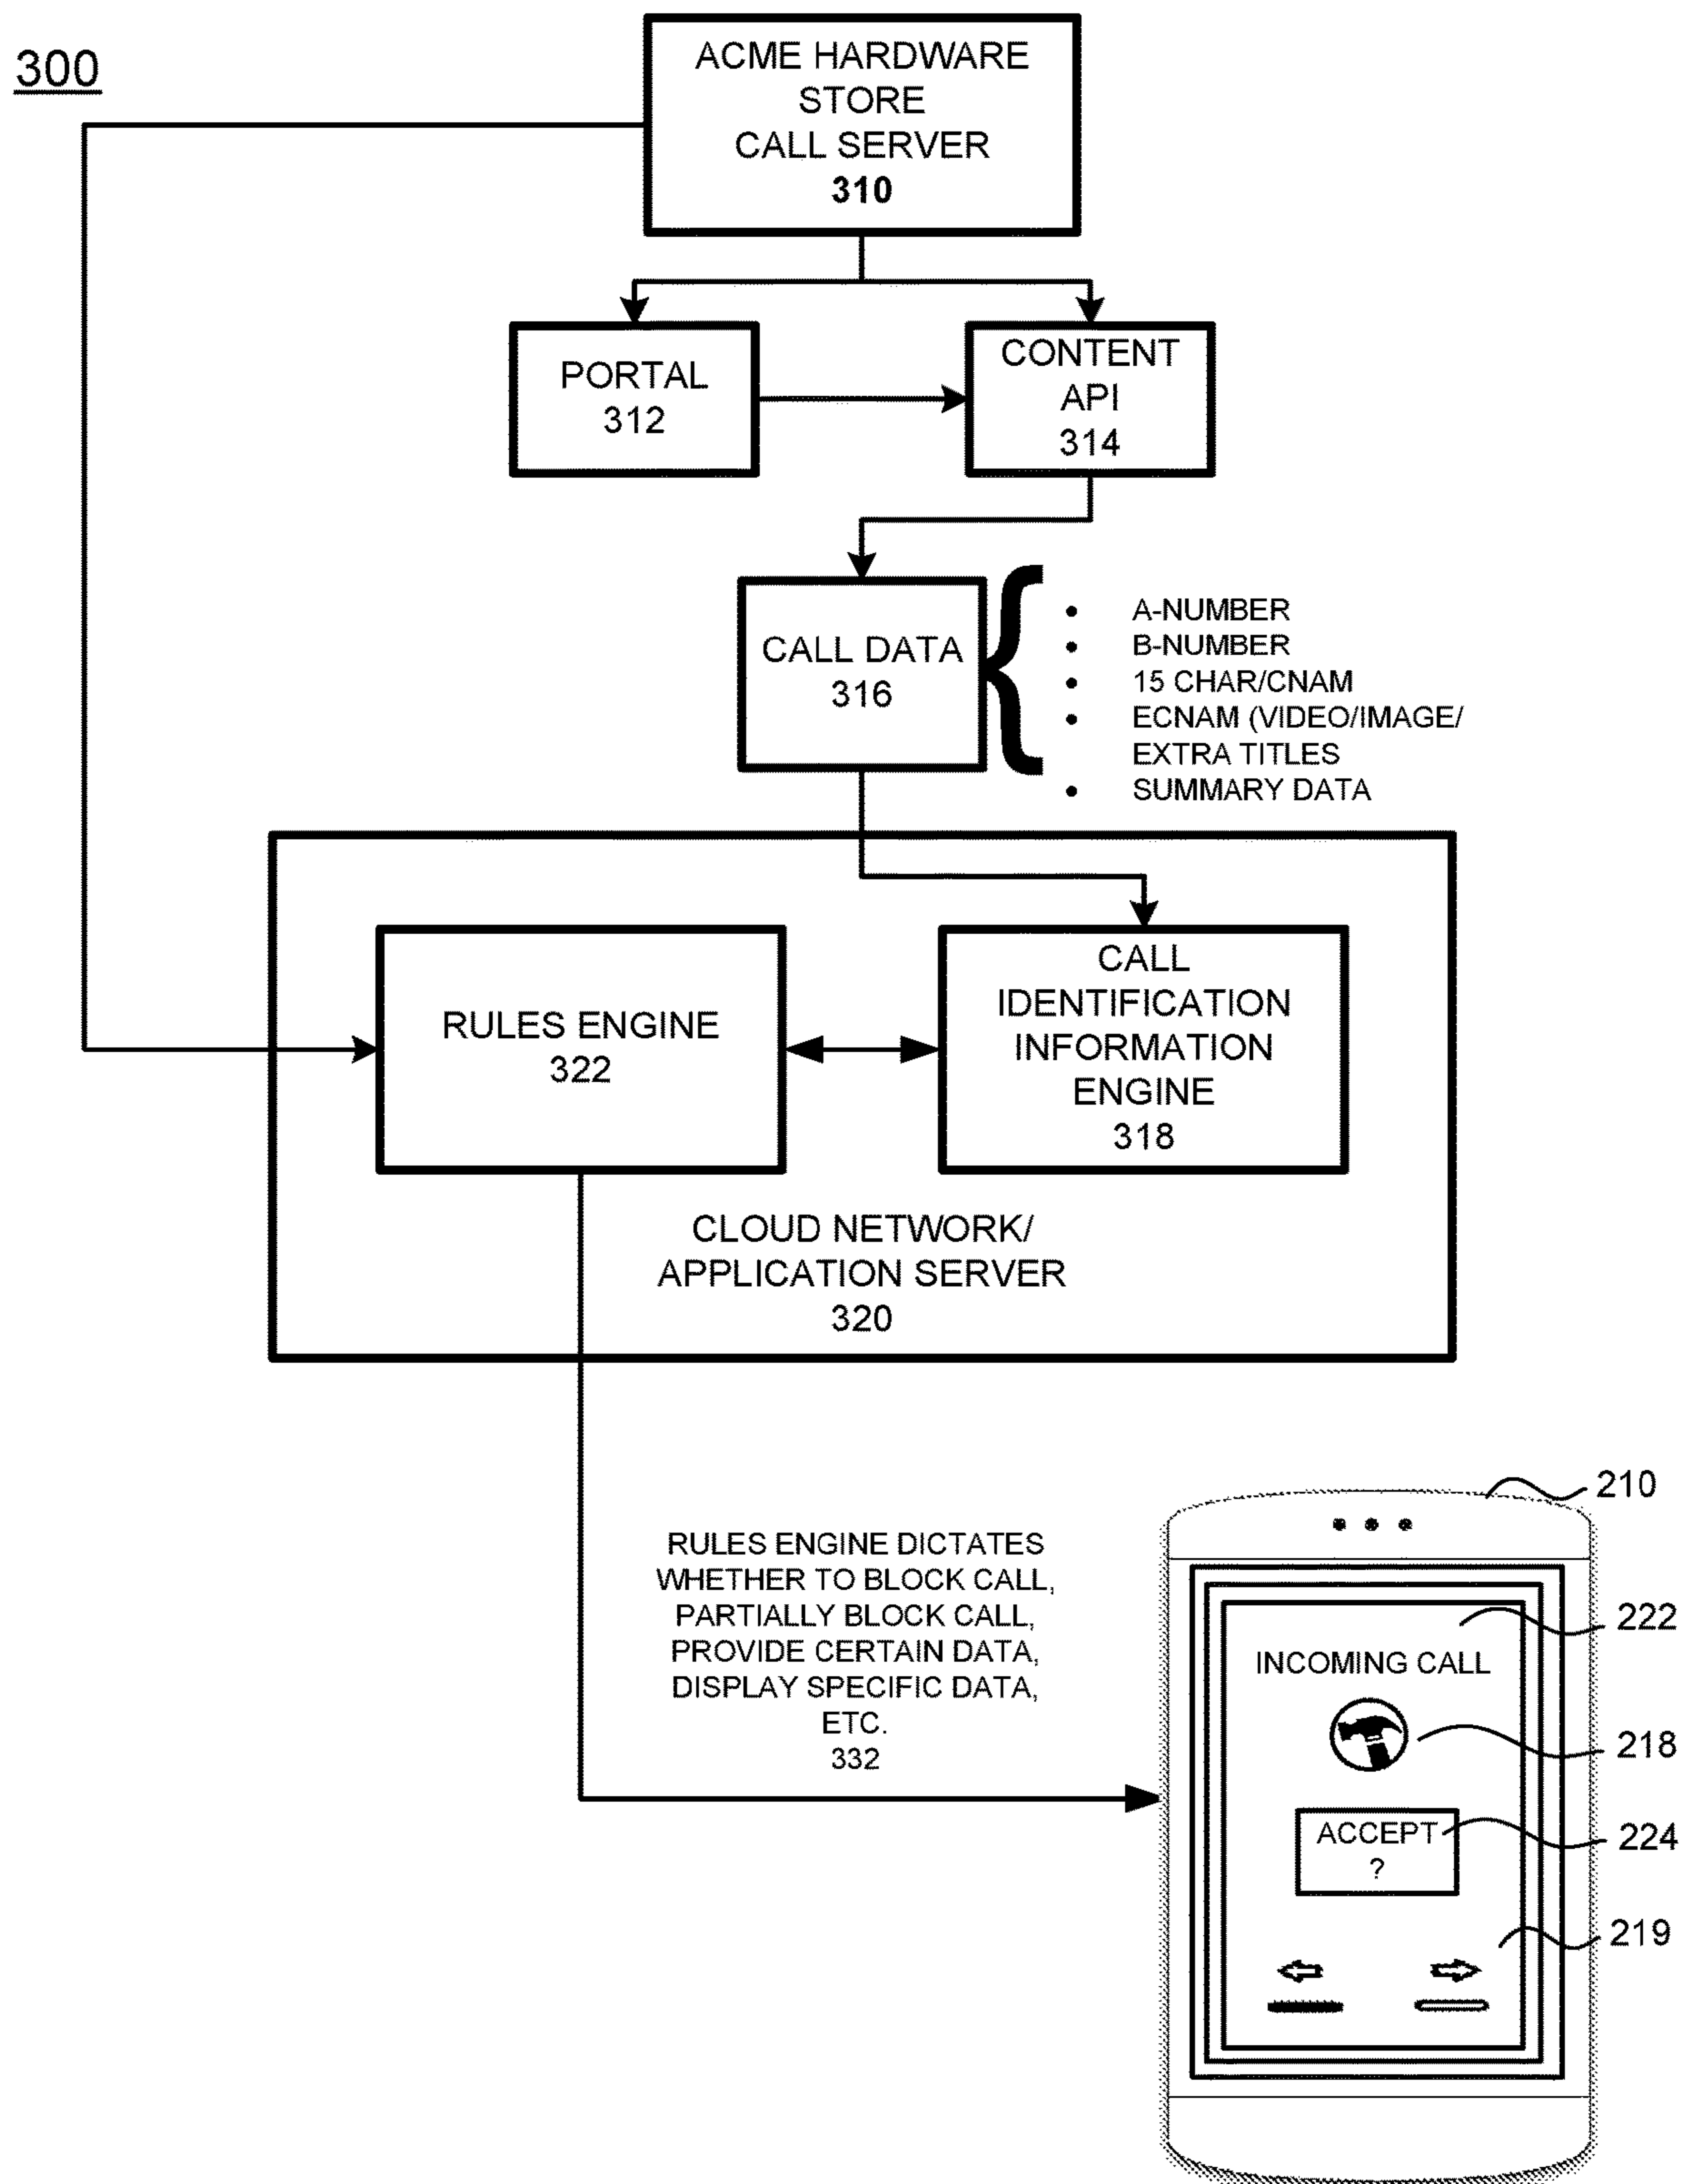 300
ACME HARDWARE
STORE
CALL SERVER
310
PORTAL
312
CONTENT
API
314
CALL DATA
316
{
• A-NUMBER
• B-NUMBER
• 15 CHAR/CNAM
• ECNAM (VIDEO/IMAGE/
EXTRA TITLES
• SUMMARY DATA
RULES ENGINE
322
CALL
IDENTIFICATION
INFORMATION
ENGINE
318
CLOUD NETWORK/
APPLICATION SERVER
320
RULES ENGINE DICTATES
WHETHER TO BLOCK CALL,
PARTIALLY BLOCK CALL,
PROVIDE CERTAIN DATA,
DISPLAY SPECIFIC DATA,
ETC.
332
210
222
INCOMING CALL
218
ACCEPT
?
224
219